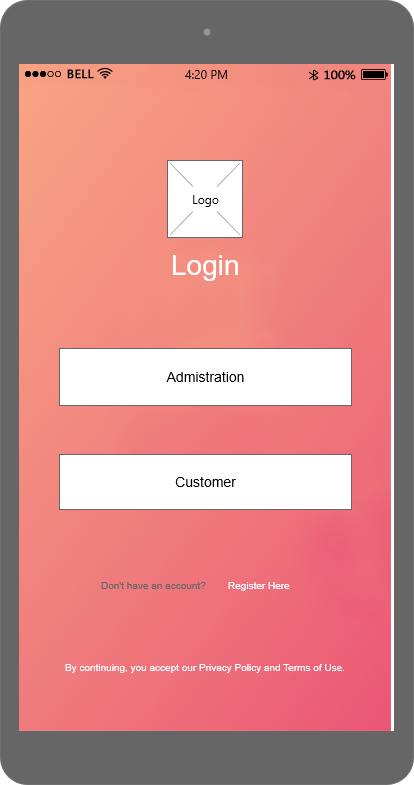 BELL 4:20 PM 100%
Logo
Login
Admistration
Customer
Don't have an account? Register Here
By continuing, you accept our Privacy Policy and Terms of Use.